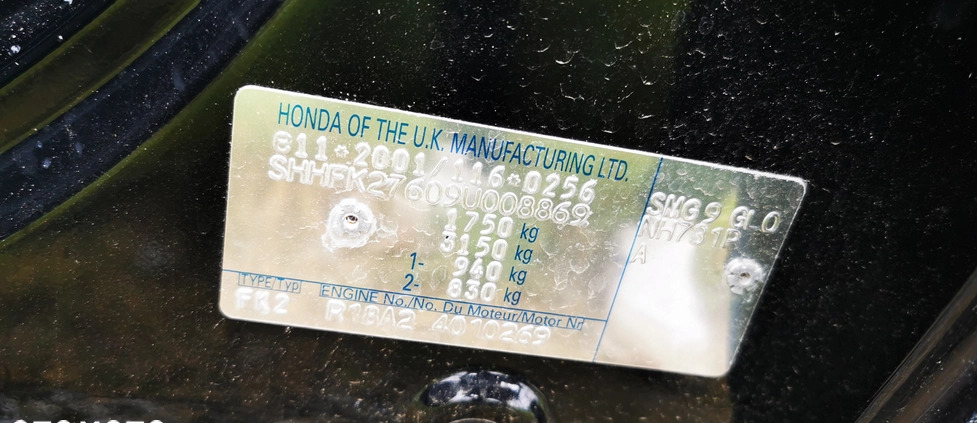 HONDA OF THE U.K. MANUFACTURING LTD.
e11*2001/116*0256
SHHFK27609U008869
1750 kg
3150 kg
1- 940 kg
2- 830 kg
TYPE/TYP
ENGINE No./No. Du Moteur/Motor Nr
FK2
R18A2 4010269
SMG9 GLO
NH731P
A